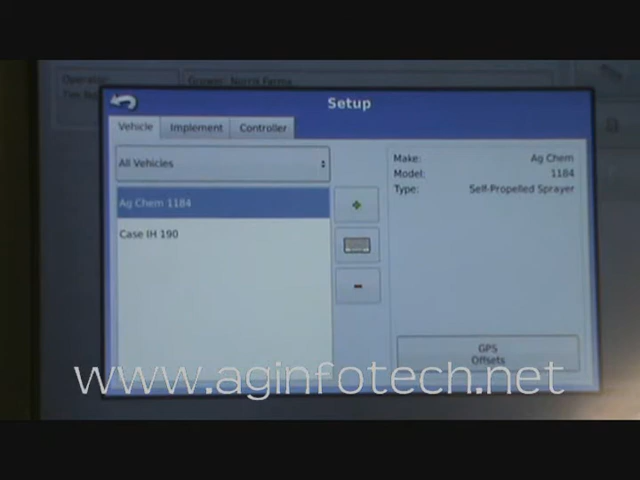 Operator
Grower: Norris Farms
Setup
Vehicle Implement Controller
All Vehicles
Ag Chem 1184
Case IH 190
Make: Ag Chem
Model: 1184
Type: Self-Propelled Sprayer
GPS
Offsets
www.aginfotech.net